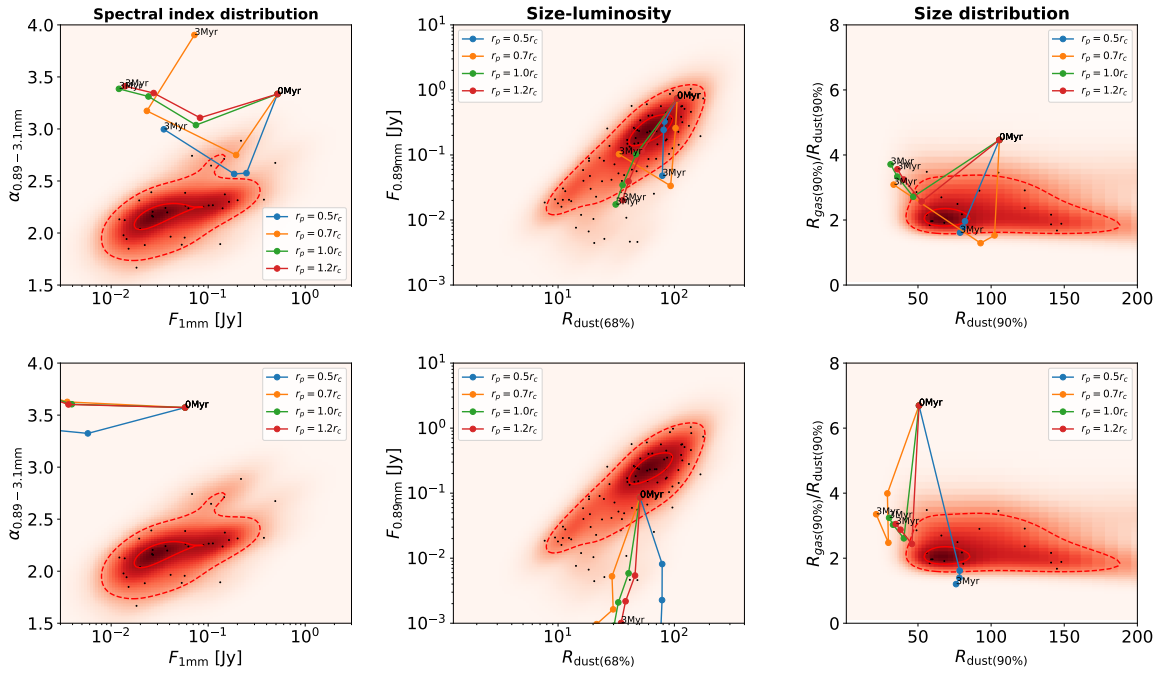 Spectral index distribution
4.0
3.5
3.0
2.5
2.0
1.5
α0.89−3.1mm
3Myr
3Myr
3Myr
0Myr
3Myr
rp = 0.5rc
rp = 0.7rc
rp = 1.0rc
rp = 1.2rc
10−2 10−1 100
F1mm [Jy]
Size-luminosity
101
100
10−1
10−2
10−3
F0.89mm [Jy]
rp = 0.5rc
rp = 0.7rc
rp = 1.0rc
rp = 1.2rc
0Myr
3Myr
3Myr
3Myr
3Myr
101 102
Rdust(68%)
Size distribution
8
6
4
2
0
Rgas(90%)/Rdust(90%)
rp = 0.5rc
rp = 0.7rc
rp = 1.0rc
rp = 1.2rc
0Myr
3Myr
3Myr
3Myr
3Myr
50 100 150 200
Rdust(90%)
4.0
3.5
3.0
2.5
2.0
1.5
α0.89−3.1mm
rp = 0.5rc
rp = 0.7rc
rp = 1.0rc
rp = 1.2rc
0Myr
10−2 10−1 100
F1mm [Jy]
101
100
10−1
10−2
10−3
F0.89mm [Jy]
rp = 0.5rc
rp = 0.7rc
rp = 1.0rc
rp = 1.2rc
0Myr
3Myr
101 102
Rdust(68%)
8
6
4
2
0
Rgas(90%)/Rdust(90%)
rp = 0.5rc
rp = 0.7rc
rp = 1.0rc
rp = 1.2rc
0Myr
3Myr
3Myr
3Myr
3Myr
50 100 150 200
Rdust(90%)